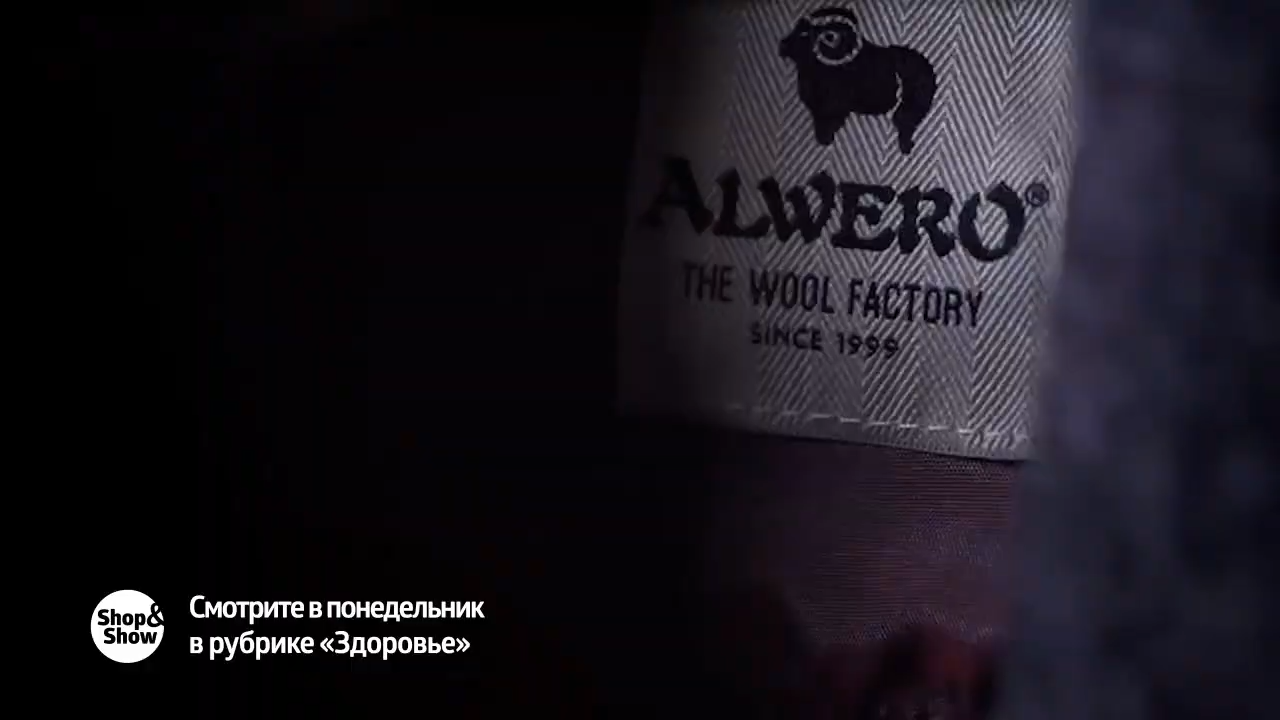 ALWERO®
THE WOOL FACTORY
SINCE 1999
Shop&
Show
Смотрите в понедельник
в рубрике «Здоровье»